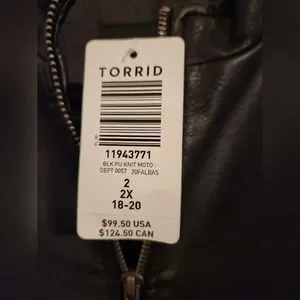 TORRID
11943771
BLK PU KNIT MOTO
DEPT 0057 20FALBAS
2
2X
18-20
$99.50 USA
$124.50 CAN